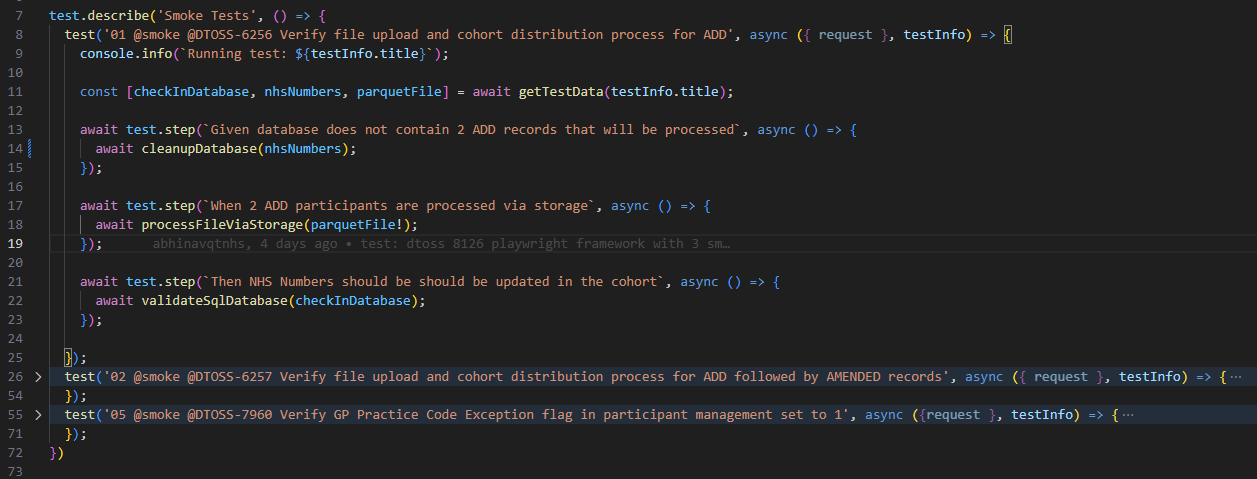 7 test.describe('Smoke Tests', () => {
8 test('01 @smoke @DTOSS-6256 Verify file upload and cohort distribution process for ADD', async ({ request }, testInfo) => {
9 console.info(`Running test: ${testInfo.title}`);
10
11 const [checkInDatabase, nhsNumbers, parquetFile] = await getTestData(testInfo.title);
12
13 await test.step(`Given database does not contain 2 ADD records that will be processed`, async () => {
14 await cleanupDatabase(nhsNumbers);
15 });
16
17 await test.step(`When 2 ADD participants are processed via storage`, async () => {
18 await processFileViaStorage(parquetFile!);
19 }); abhinavqtnhs, 4 days ago • test: dtoss 8126 playwright framework with 3 sm…
20
21 await test.step(`Then NHS Numbers should be should be updated in the cohort`, async () => {
22 await validateSqlDatabase(checkInDatabase);
23 });
24
25 });
26 test('02 @smoke @DTOSS-6257 Verify file upload and cohort distribution process for ADD followed by AMENDED records', async ({ request }, testInfo) => {…
54 });
55 test('05 @smoke @DTOSS-7960 Verify GP Practice Code Exception flag in participant management set to 1', async ({request }, testInfo) => {…
71 });
72 })
73